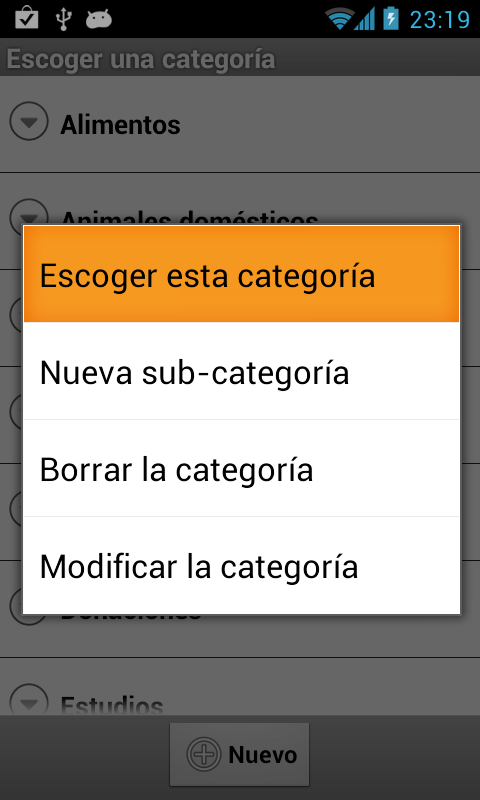 23:19
Escoger una categoría
Alimentos
Animales domésticos
Escoger esta categoría
Nueva sub-categoría
Borrar la categoría
Modificar la categoría
Donaciones
Estudios
Nuevo